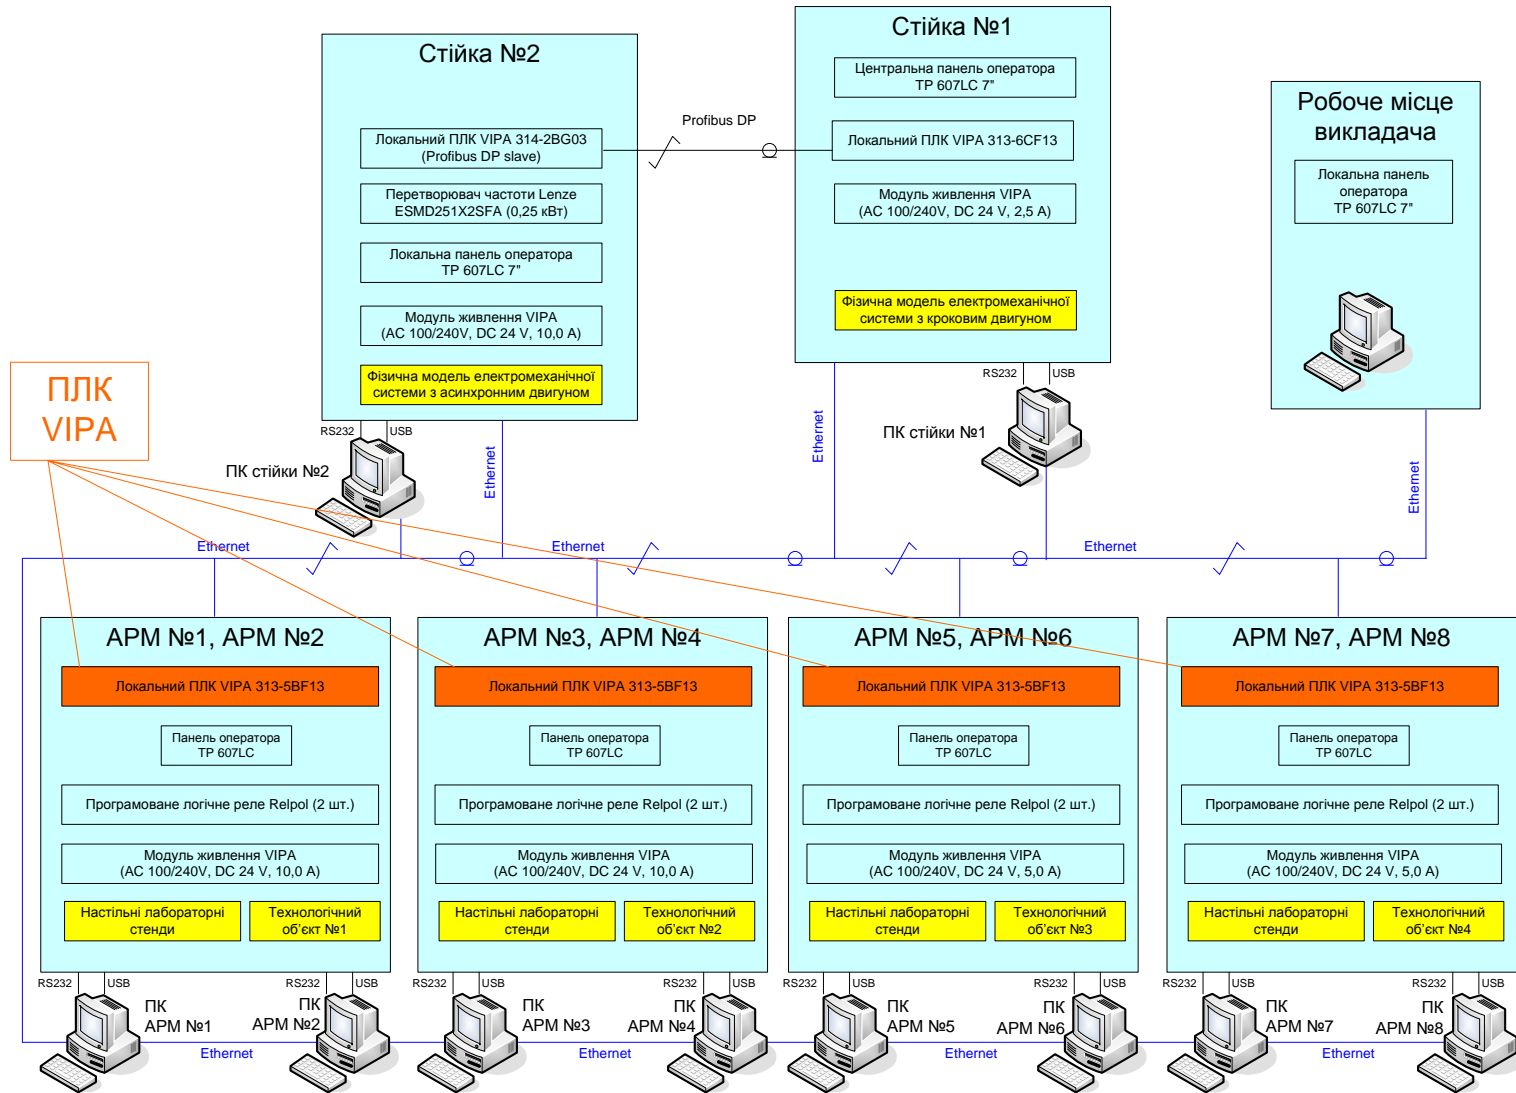 Стійка №2
Локальний ПЛК VIPA 314-2BG03
(Profibus DP slave)
Перетворювач частоти Lenze
ESMD251X2SFA (0,25 кВт)
Локальна панель оператора
TP 607LC 7"
Модуль живлення VIPA
(AC 100/240V, DC 24 V, 10,0 A)
Фізична модель електромеханічної
системи з асинхронним двигуном
RS232
USB
ПК стійки №2
Ethernet
Profibus DP
Стійка №1
Центральна панель оператора
TP 607LC 7"
Локальний ПЛК VIPA 313-6CF13
Модуль живлення VIPA
(AC 100/240V, DC 24 V, 2,5 A)
Фізична модель електромеханічної
системи з кроковим двигуном
RS232
USB
ПК стійки №1
Ethernet
Робоче місце
викладача
Локальна панель
оператора
TP 607LC 7"
Ethernet
ПЛК
VIPA
Ethernet
Ethernet
Ethernet
АРМ №1, АРМ №2
Локальний ПЛК VIPA 313-5BF13
Панель оператора
TP 607LC
Програмоване логічне реле Relpol (2 шт.)
Модуль живлення VIPA
(AC 100/240V, DC 24 V, 10,0 A)
Настільні лабораторні
стенди
Технологічний
об'єкт №1
RS232
USB
RS232
USB
ПК
АРМ №1
ПК
АРМ №2
Ethernet
АРМ №3, АРМ №4
Локальний ПЛК VIPA 313-5BF13
Панель оператора
TP 607LC
Програмоване логічне реле Relpol (2 шт.)
Модуль живлення VIPA
(AC 100/240V, DC 24 V, 10,0 A)
Настільні лабораторні
стенди
Технологічний
об'єкт №2
RS232
USB
RS232
USB
ПК
АРМ №3
ПК
АРМ №4
Ethernet
АРМ №5, АРМ №6
Локальний ПЛК VIPA 313-5BF13
Панель оператора
TP 607LC
Програмоване логічне реле Relpol (2 шт.)
Модуль живлення VIPA
(AC 100/240V, DC 24 V, 5,0 A)
Настільні лабораторні
стенди
Технологічний
об'єкт №3
RS232
USB
RS232
USB
ПК
АРМ №5
ПК
АРМ №6
Ethernet
АРМ №7, АРМ №8
Локальний ПЛК VIPA 313-5BF13
Панель оператора
TP 607LC
Програмоване логічне реле Relpol (2 шт.)
Модуль живлення VIPA
(AC 100/240V, DC 24 V, 5,0 A)
Настільні лабораторні
стенди
Технологічний
об'єкт №4
RS232
USB
RS232
USB
ПК
АРМ №7
ПК
АРМ №8
Ethernet